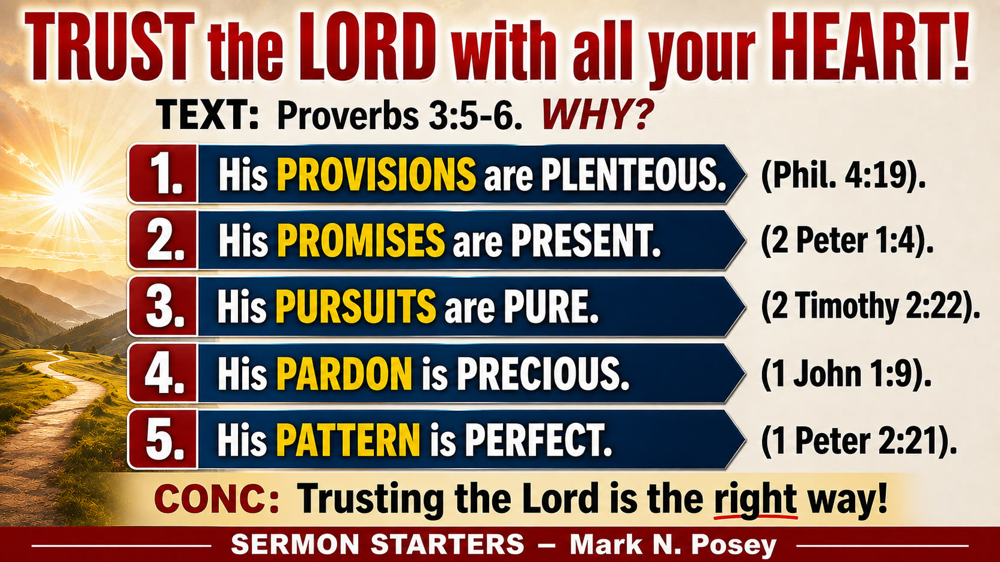 TRUST the LORD with all your HEART!
TEXT: Proverbs 3:5-6. WHY?
1. His PROVISIONS are PLENTEOUS. (Phil. 4:19).
2. His PROMISES are PRESENT. (2 Peter 1:4).
3. His PURSUITS are PURE. (2 Timothy 2:22).
4. His PARDON is PRECIOUS. (1 John 1:9).
5. His PATTERN is PERFECT. (1 Peter 2:21).
CONC: Trusting the Lord is the right way!
SERMON STARTERS – Mark N. Posey